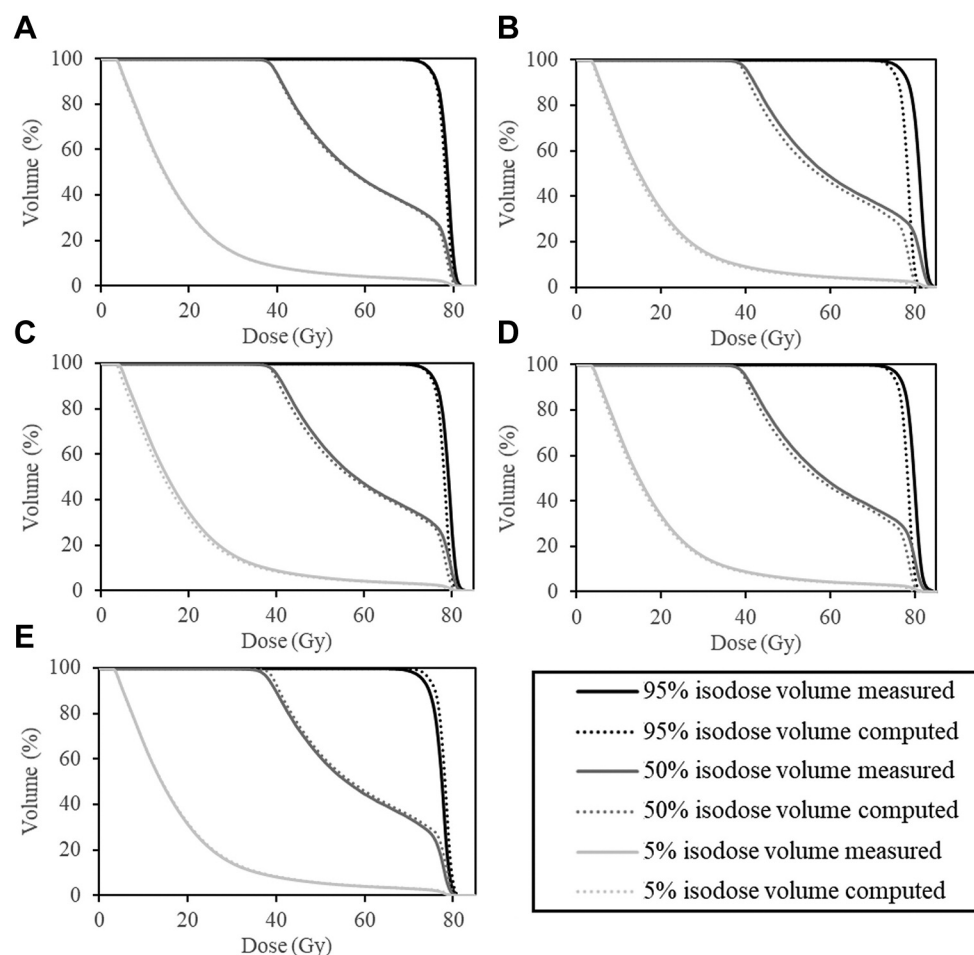 A
100
80
60
40
20
0
Volume (%)
0 20 40 60 80
Dose (Gy)
B
100
80
60
40
20
0
Volume (%)
0 20 40 60 80
Dose (Gy)
C
100
80
60
40
20
0
Volume (%)
0 20 40 60 80
Dose (Gy)
D
100
80
60
40
20
0
Volume (%)
0 20 40 60 80
Dose (Gy)
E
100
80
60
40
20
0
Volume (%)
0 20 40 60 80
Dose (Gy)
95% isodose volume measured
95% isodose volume computed
50% isodose volume measured
50% isodose volume computed
5% isodose volume measured
5% isodose volume computed